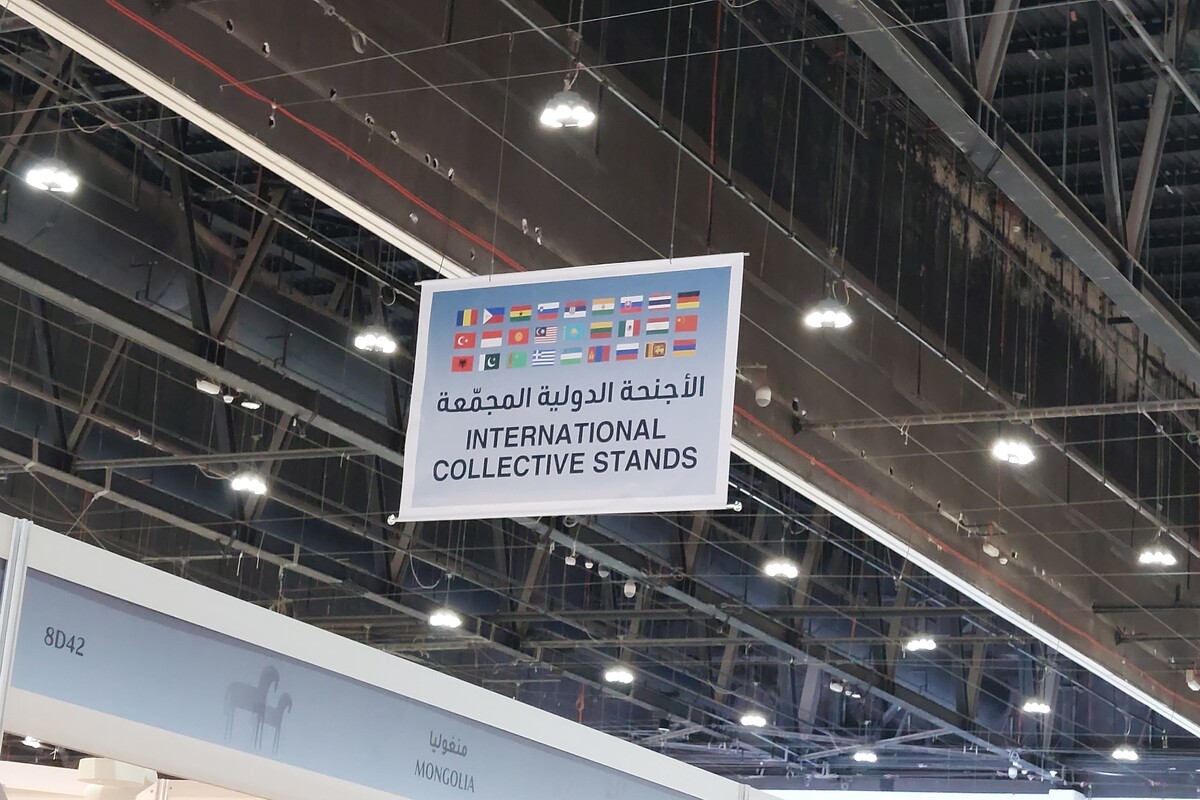 الأجنحة الدولية المجمّعة
INTERNATIONAL
COLLECTIVE STANDS
8D42
منغوليا
MONGOLIA